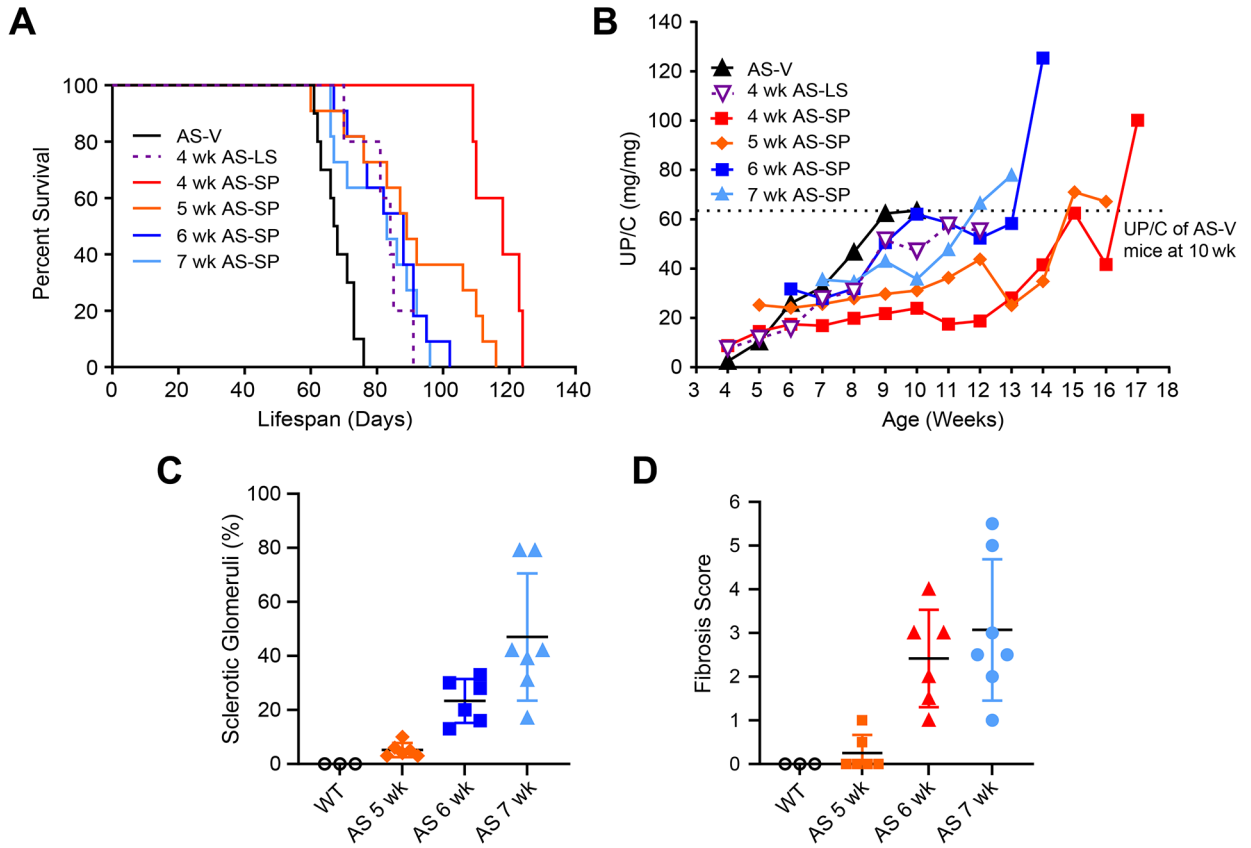 A
Percent Survival
100
80
60
40
20
0
AS-V
4 wk AS-LS
4 wk AS-SP
5 wk AS-SP
6 wk AS-SP
7 wk AS-SP
0 20 40 60 80 100 120 140
Lifespan (Days)
B
UP/C (mg/mg)
140
120
100
80
60
40
20
0
AS-V
4 wk AS-LS
4 wk AS-SP
5 wk AS-SP
6 wk AS-SP
7 wk AS-SP
UP/C of AS-V
mice at 10 wk
3 4 5 6 7 8 9 10 11 12 13 14 15 16 17 18
Age (Weeks)
C
Sclerotic Glomeruli (%)
100
80
60
40
20
0
WT
AS 5 wk
AS 6 wk
AS 7 wk
D
Fibrosis Score
6
5
4
3
2
1
0
WT
AS 5 wk
AS 6 wk
AS 7 wk